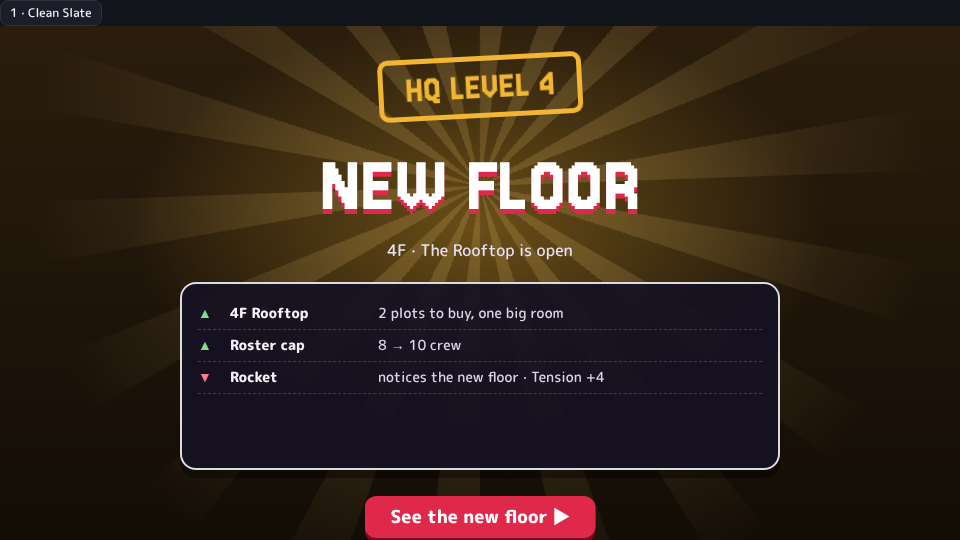 1 · Clean Slate
HQ LEVEL 4
NEW FLOOR
4F · The Rooftop is open
▲ 4F Rooftop 2 plots to buy, one big room
▲ Roster cap 8 → 10 crew
▼ Rocket notices the new floor · Tension +4
See the new floor ▶